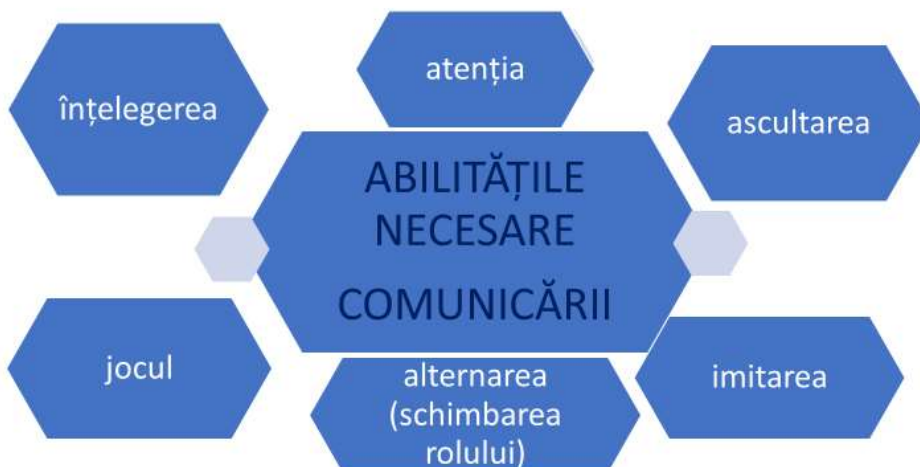 atenția
înțelegerea
ascultarea
ABILITĂȚILE
NECESARE
COMUNICĂRII
jocul
alternarea
(schimbarea
rolului)
imitarea